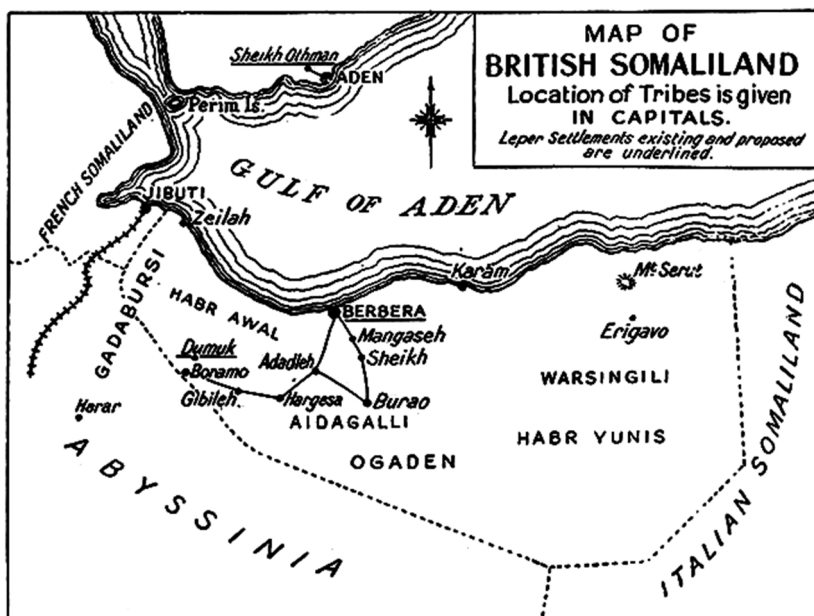 MAP OF
BRITISH SOMALILAND
Location of Tribes is given
IN CAPITALS.
Leper Settlements existing and proposed
are underlined.
Sheikh Othman
ADEN
Perim Is.
FRENCH SOMALILAND
JIBUTI
Zeilah
GULF OF ADEN
Karam
Mt Serut
HABR AWAL
BERBERA
GADABURSI
Mangaseh
Erigavo
Dumuk
Adadleh
Sheikh
Boramo
WARSINGILI
Gibileh
Hargesa
Burao
Harar
AIDAGALLI
HABR YUNIS
OGADEN
ABYSSINIA
ITALIAN SOMALILAND